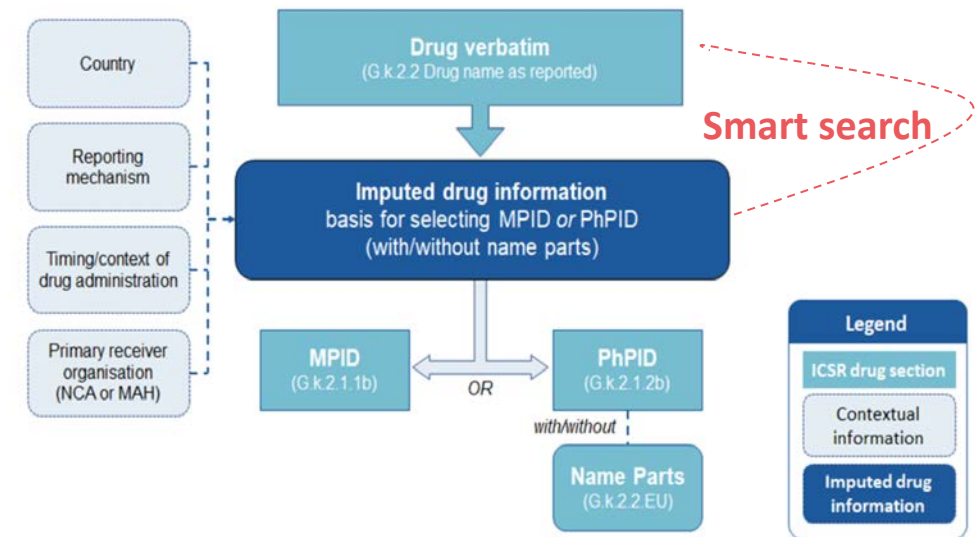 Drug verbatim
(G.k.2.2 Drug name as reported)
Smart search
Country
Reporting
mechanism
Timing/context of
drug administration
Primary receiver
organisation
(NCA or MAH)
Imputed drug information
basis for selecting MPID or PhPID
(with/without name parts)
MPID
(G.k.2.1.1b)
OR
PhPID
(G.k.2.1.2b)
with/without
Name Parts
(G.k.2.2.EU)
Legend
ICSR drug section
Contextual
information
Imputed drug
information